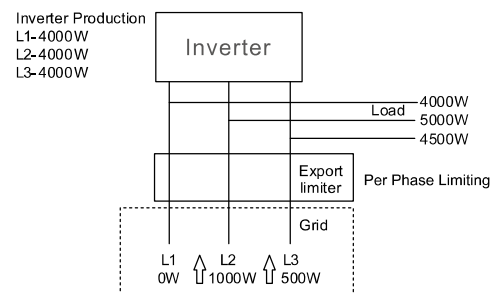 Inverter Production
L1-4000W
L2-4000W
L3-4000W
Inverter
4000W
Load
5000W
4500W
Export
limiter
Per Phase Limiting
Grid
L1 L2 L3
0W 1000W 500W